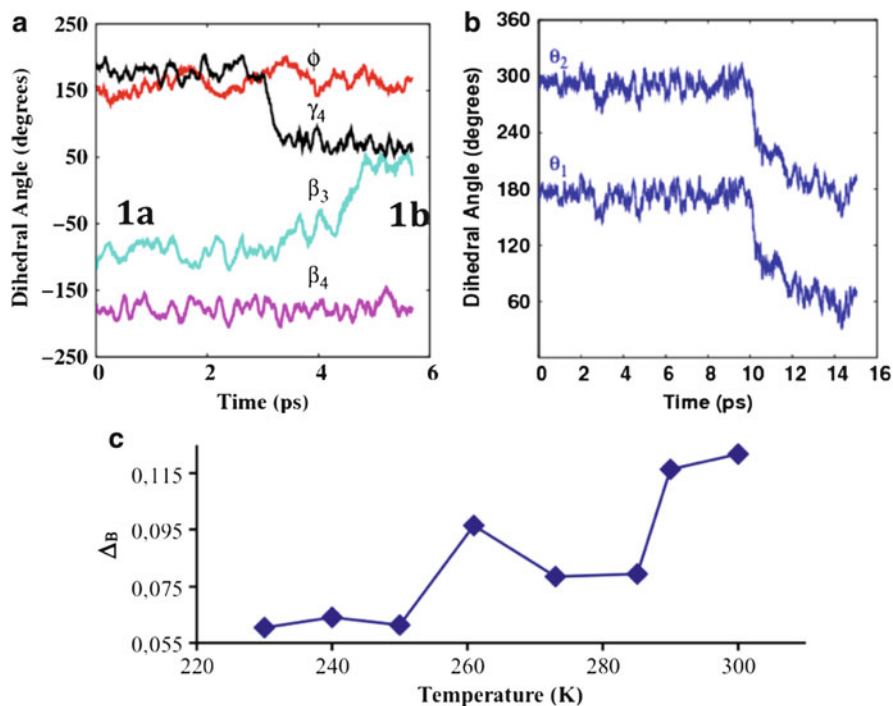 a
250
150
50
−50
−150
−250
Dihedral Angle (degrees)
ϕ
γ4
β3
1a
1b
β4
0
2
4
6
Time (ps)
b
360
300
240
180
120
60
Dihedral Angle (degrees)
θ2
θ1
0
2
4
6
8
10
12
14
16
Time (ps)
c
0,115
0,095
0,075
0,055
ΔB
220
240
260
280
300
Temperature (K)